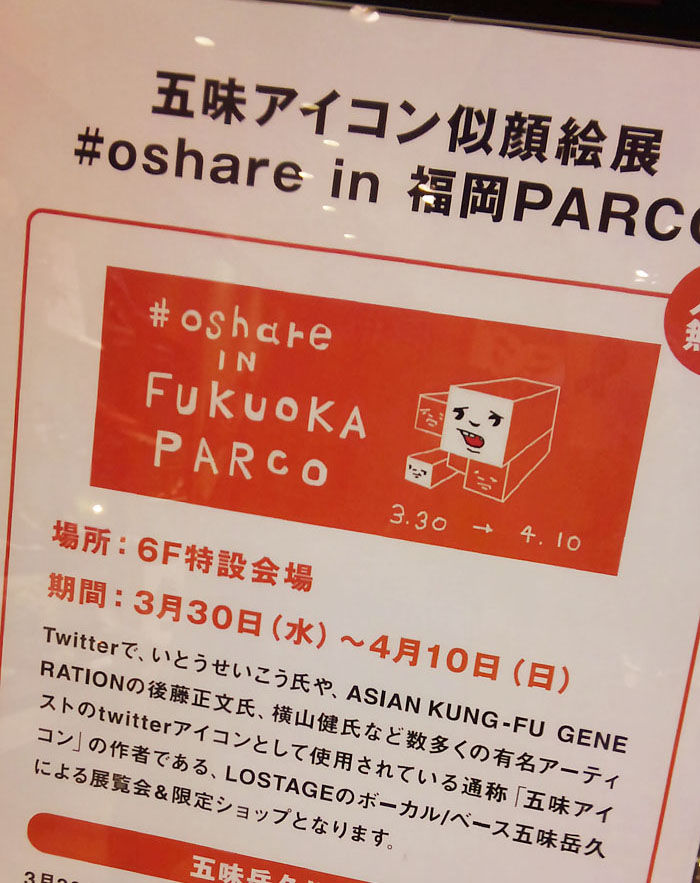 五味アイコン似顔絵展
#oshare in 福岡PARCO
#oshare
IN
FUKUOKA
PARCO
3.30 → 4.10
場所：6F特設会場
期間：3月30日（水）〜4月10日（日）
Twitterで、いとうせいこう氏や、ASIAN KUNG-FU GENE
RATIONの後藤正文氏、横山健氏など数多くの有名アーティ
ストのtwitterアイコンとして使用されている通称「五味アイ
コン」の作者である、LOSTAGEのボーカル/ベース五味岳久
による展覧会&限定ショップとなります。
五味岳久